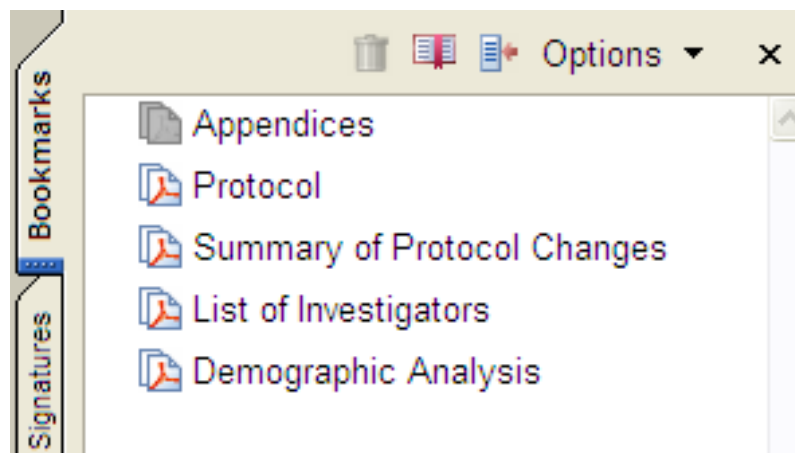 Options
Bookmarks
Appendices
Protocol
Summary of Protocol Changes
List of Investigators
Demographic Analysis
Signatures